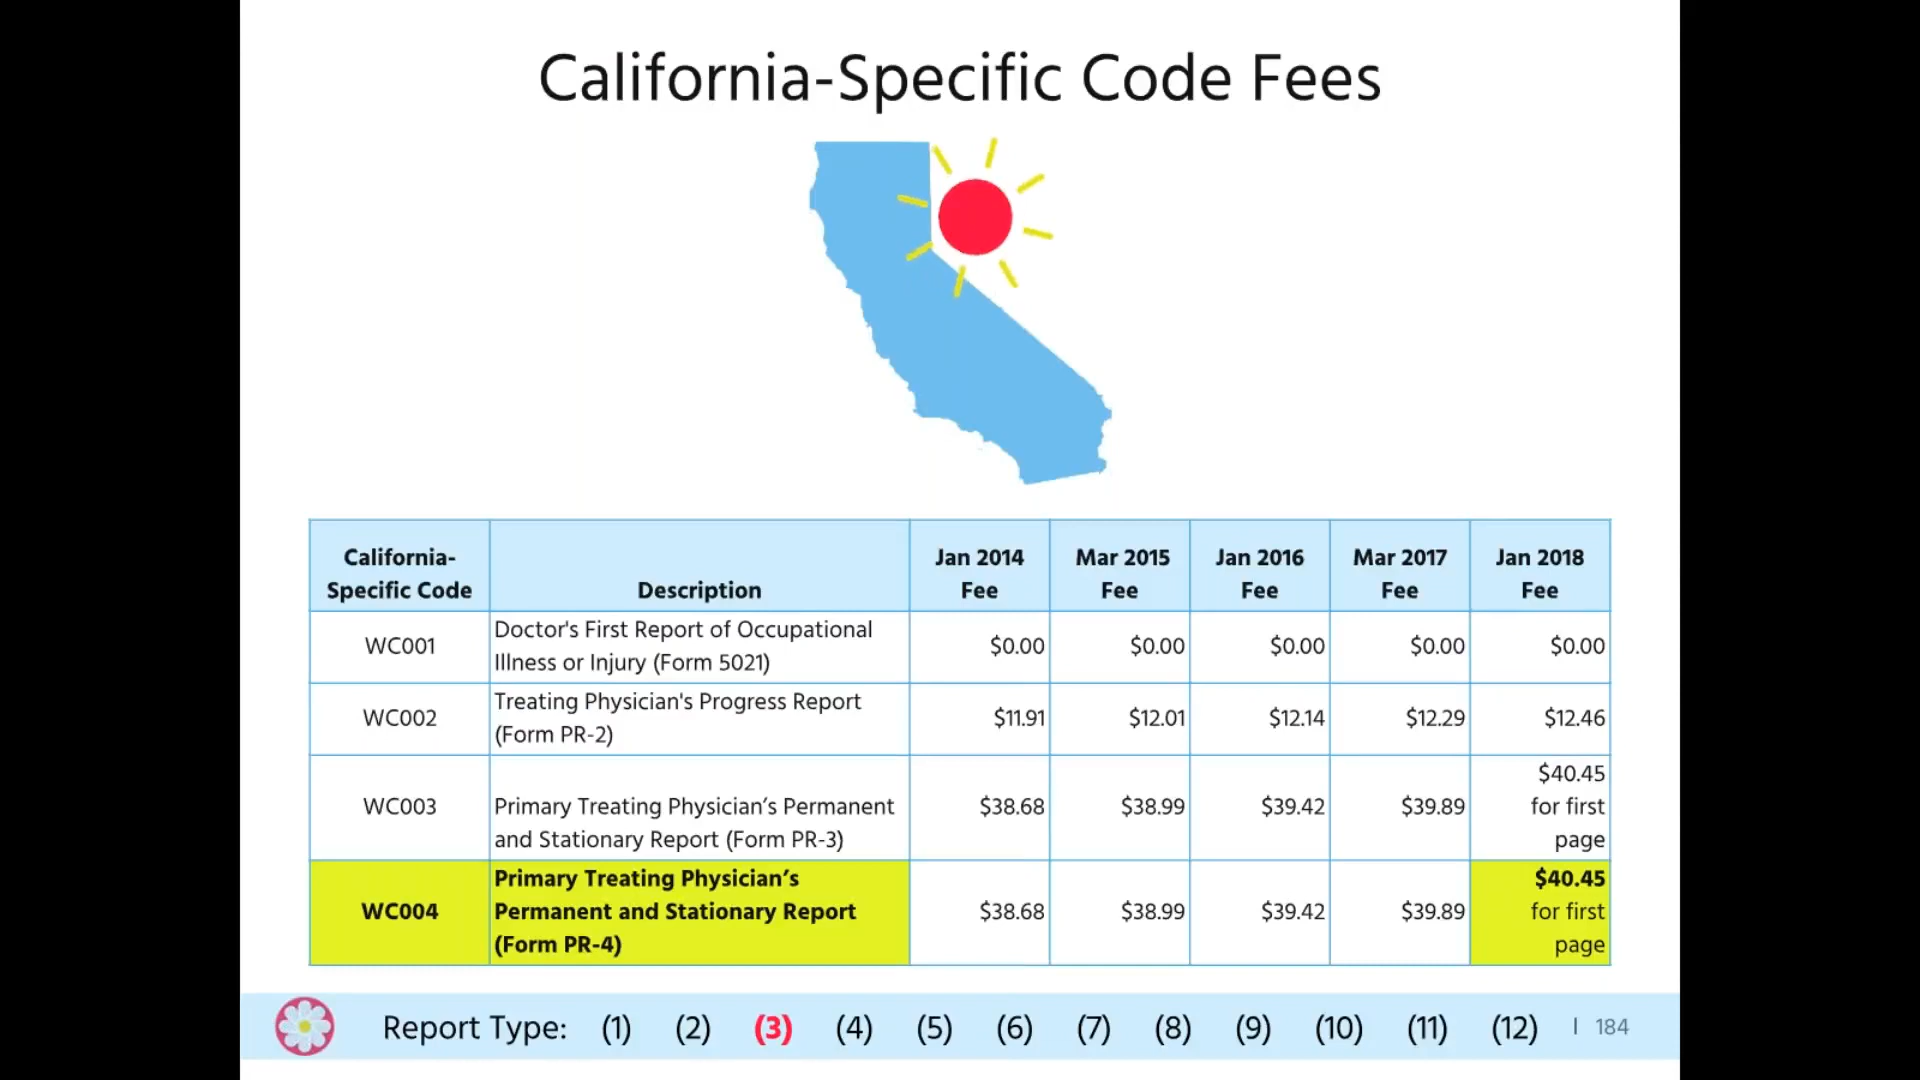 California-Specific Code Fees
California-
Specific Code
Description
Jan 2014
Fee
Mar 2015
Fee
Jan 2016
Fee
Mar 2017
Fee
Jan 2018
Fee
WC001
Doctor's First Report of Occupational
Illness or Injury (Form 5021)
$0.00
$0.00
$0.00
$0.00
$0.00
WC002
Treating Physician's Progress Report
(Form PR-2)
$11.91
$12.01
$12.14
$12.29
$12.46
WC003
Primary Treating Physician’s Permanent
and Stationary Report (Form PR-3)
$38.68
$38.99
$39.42
$39.89
$40.45
for first
page
WC004
Primary Treating Physician’s
Permanent and Stationary Report
(Form PR-4)
$38.68
$38.99
$39.42
$39.89
$40.45
for first
page
Report Type: (1) (2) (3) (4) (5) (6) (7) (8) (9) (10) (11) (12) | 184